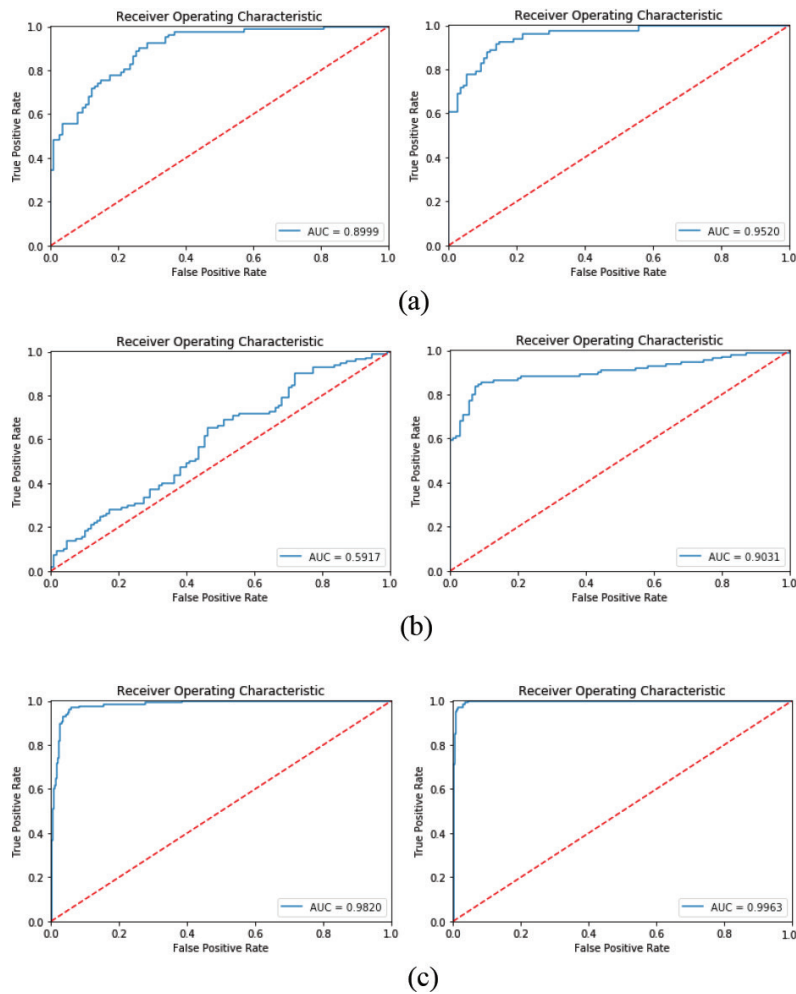 Receiver Operating Characteristic
1.0
0.8
0.6
0.4
0.2
0.0
True Positive Rate
AUC = 0.8999
0.0 0.2 0.4 0.6 0.8 1.0
False Positive Rate
Receiver Operating Characteristic
1.0
0.8
0.6
0.4
0.2
0.0
True Positive Rate
AUC = 0.9520
0.0 0.2 0.4 0.6 0.8 1.0
False Positive Rate
(a)
Receiver Operating Characteristic
1.0
0.8
0.6
0.4
0.2
0.0
True Positive Rate
AUC = 0.5917
0.0 0.2 0.4 0.6 0.8 1.0
False Positive Rate
Receiver Operating Characteristic
1.0
0.8
0.6
0.4
0.2
0.0
True Positive Rate
AUC = 0.9031
0.0 0.2 0.4 0.6 0.8 1.0
False Positive Rate
(b)
Receiver Operating Characteristic
1.0
0.8
0.6
0.4
0.2
0.0
True Positive Rate
AUC = 0.9820
0.0 0.2 0.4 0.6 0.8 1.0
False Positive Rate
Receiver Operating Characteristic
1.0
0.8
0.6
0.4
0.2
0.0
True Positive Rate
AUC = 0.9963
0.0 0.2 0.4 0.6 0.8 1.0
False Positive Rate
(c)